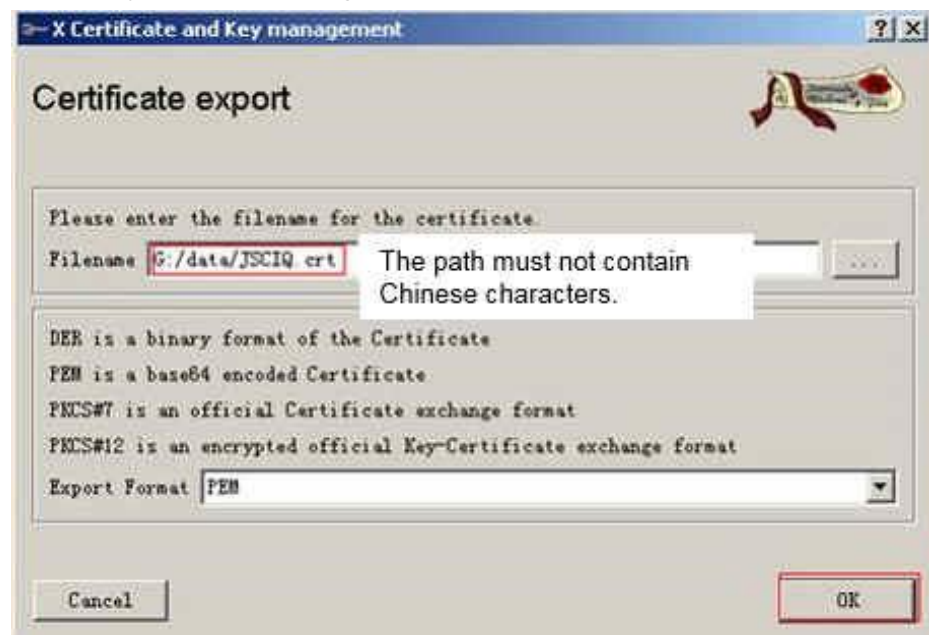 X Certificate and Key management
Certificate export
Please enter the filename for the certificate.
Filename G:/data/JSCIQ.crt ...
The path must not contain
Chinese characters.
DER is a binary format of the Certificate
PEM is a base64 encoded Certificate
PKCS#7 is an official Certificate exchange format
PKCS#12 is an encrypted official Key-Certificate exchange format
Export Format PEM
Cancel OK